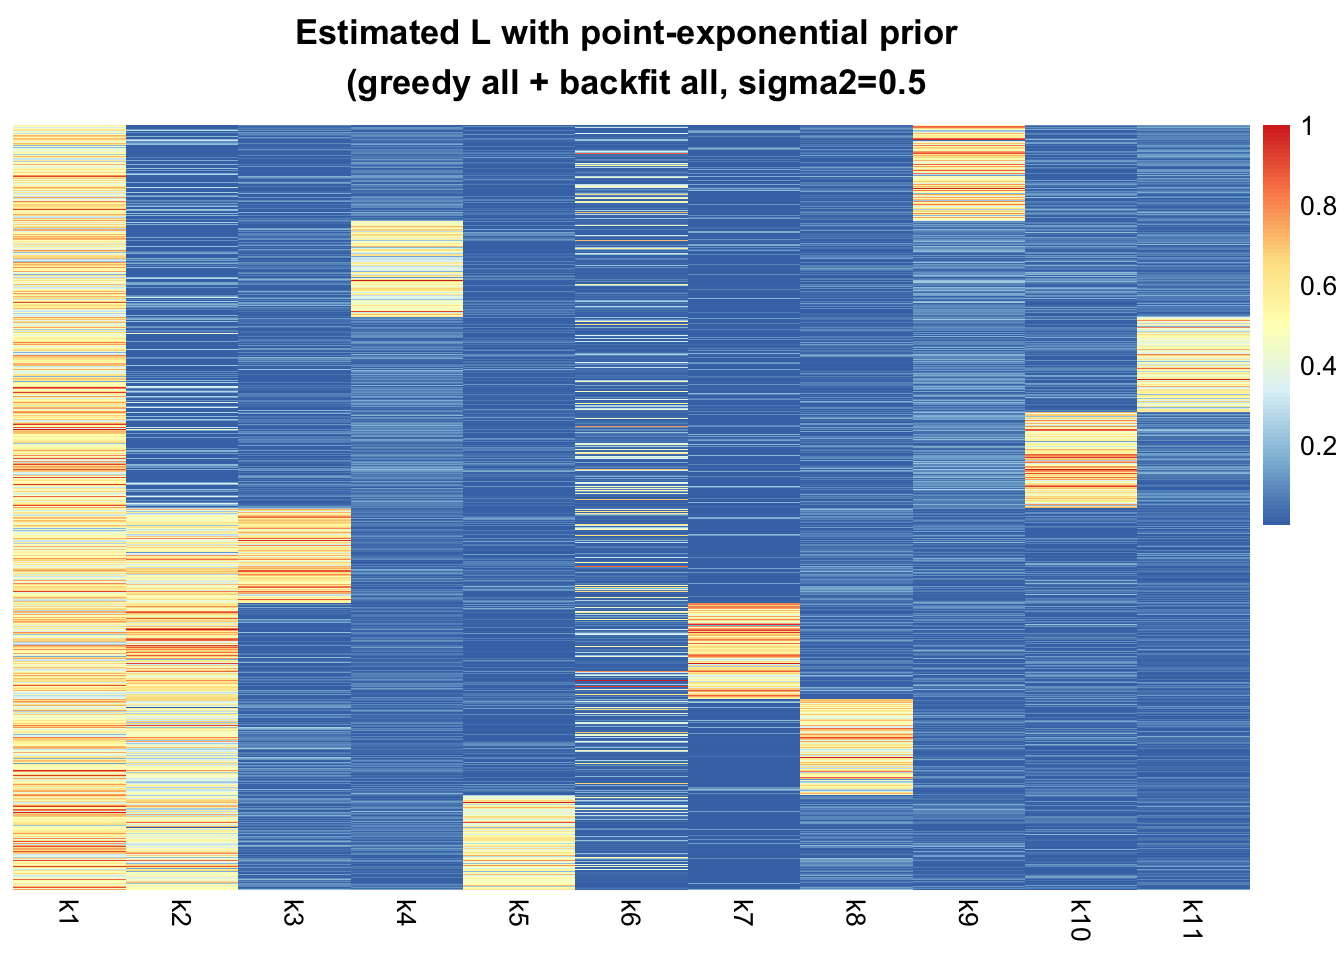 Estimated L with point-exponential prior
(greedy all + backfit all, sigma2=0.5
1
0.8
0.6
0.4
0.2
k1
k2
k3
k4
k5
k6
k7
k8
k9
k10
k11